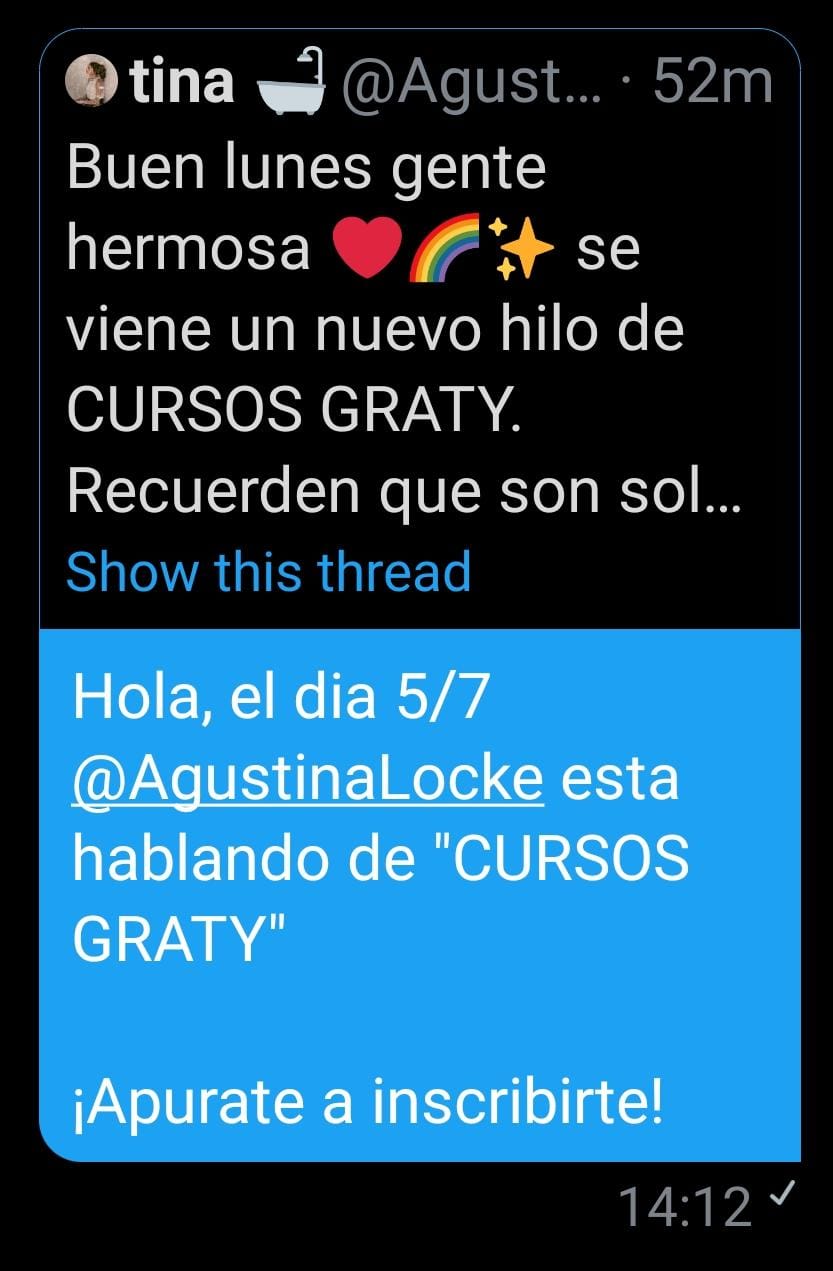 tina 🛁 @Agust... · 52m
Buen lunes gente
hermosa ❤️🌈✨ se
viene un nuevo hilo de
CURSOS GRATY.
Recuerden que son sol...
Show this thread
Hola, el dia 5/7
@AgustinaLocke esta
hablando de "CURSOS
GRATY"
¡Apurate a inscribirte!
14:12 ✓